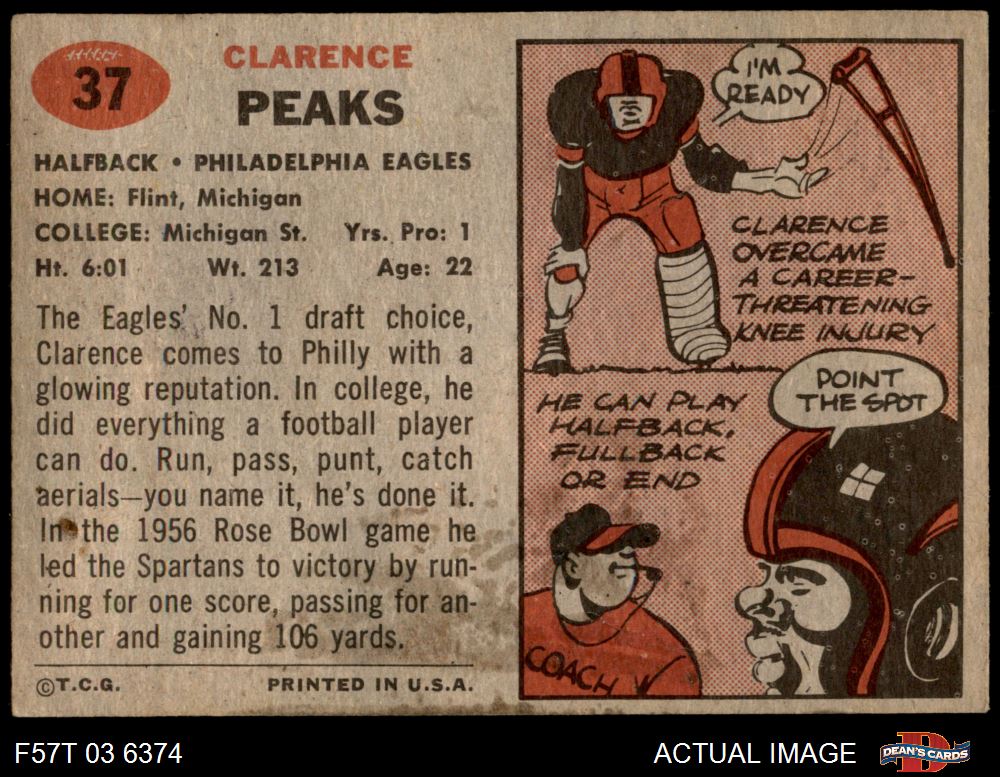 37
CLARENCE
PEAKS
HALFBACK • PHILADELPHIA EAGLES
HOME: Flint, Michigan
COLLEGE: Michigan St. Yrs. Pro: 1
Ht. 6:01 Wt. 213 Age: 22
The Eagles' No. 1 draft choice,
Clarence comes to Philly with a
glowing reputation. In college, he
did everything a football player
can do. Run, pass, punt, catch
aerials—you name it, he's done it.
In the 1956 Rose Bowl game he
led the Spartans to victory by run-
ning for one score, passing for an-
other and gaining 106 yards.
©T.C.G. PRINTED IN U.S.A.
I'M
READY
CLARENCE
OVERCAME
A CAREER-
THREATENING
KNEE INJURY
HE CAN PLAY
HALFBACK,
FULLBACK
OR END
POINT
THE SPOT
COACH
F57T 03 6374
ACTUAL IMAGE
DEAN'S CARDS